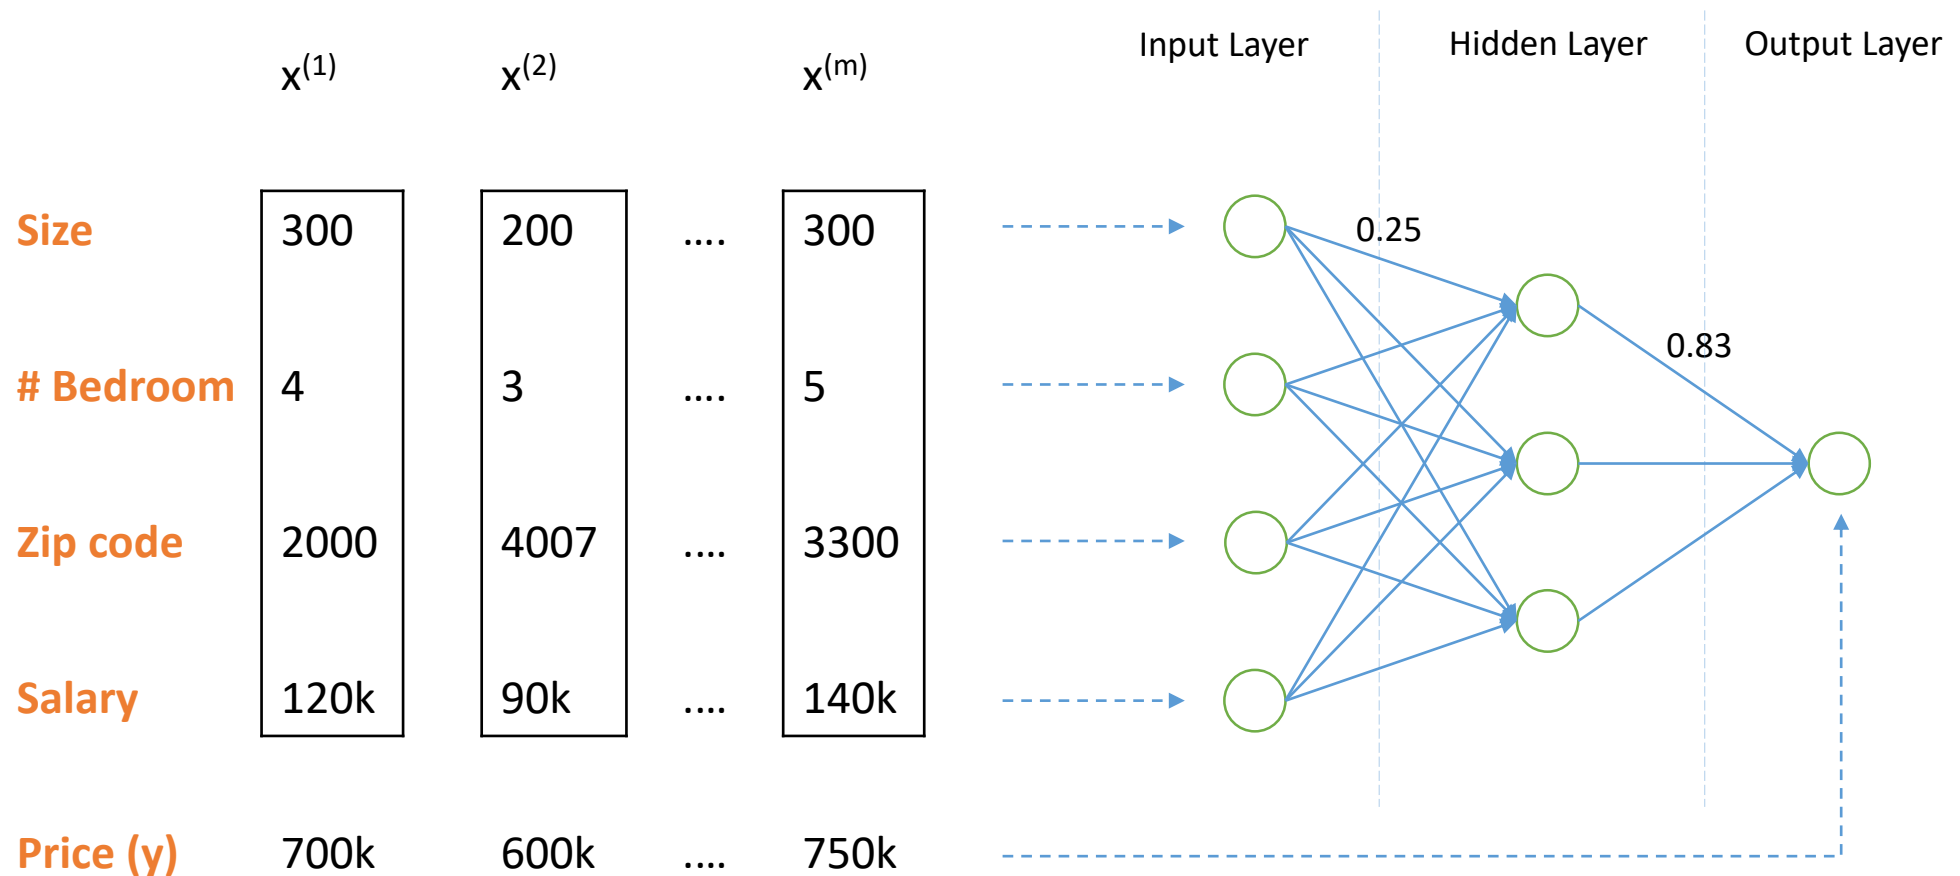 Input Layer Hidden Layer Output Layer
x(1) x(2) x(m)
Size 300 200 .... 300
0.25
0.83
# Bedroom 4 3 .... 5
Zip code 2000 4007 .... 3300
Salary 120k 90k .... 140k
Price (y) 700k 600k .... 750k